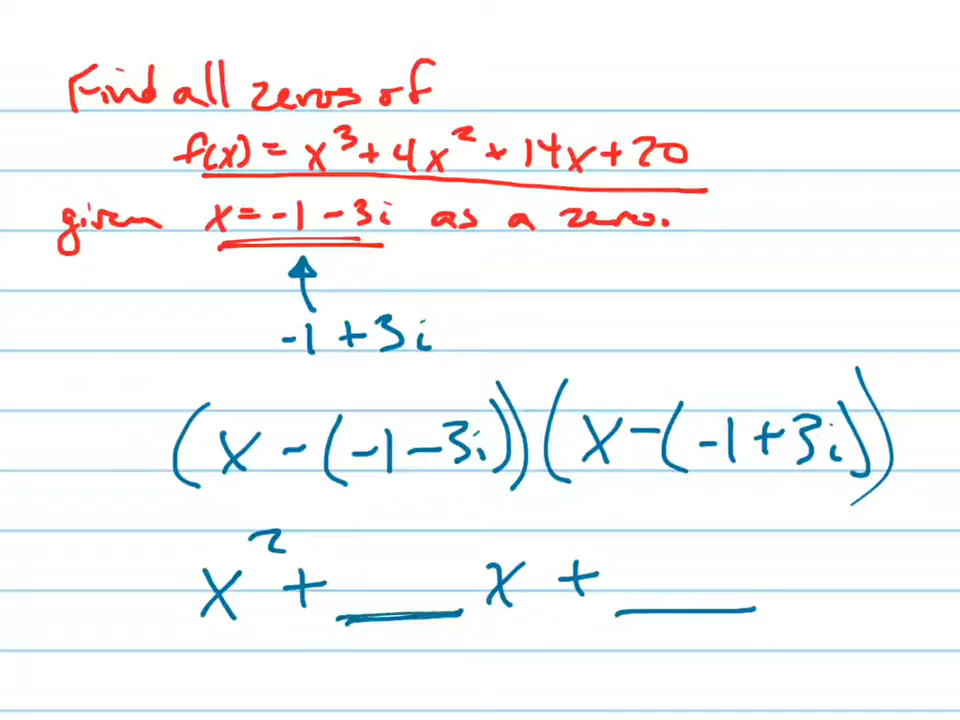 Find all zeros of
f(x) = x³ + 4x² + 14x + 20
given x = -1 - 3i as a zero.
-1 + 3i
(x - (-1 - 3i))(x - (-1 + 3i))
x² + ___ x + ___